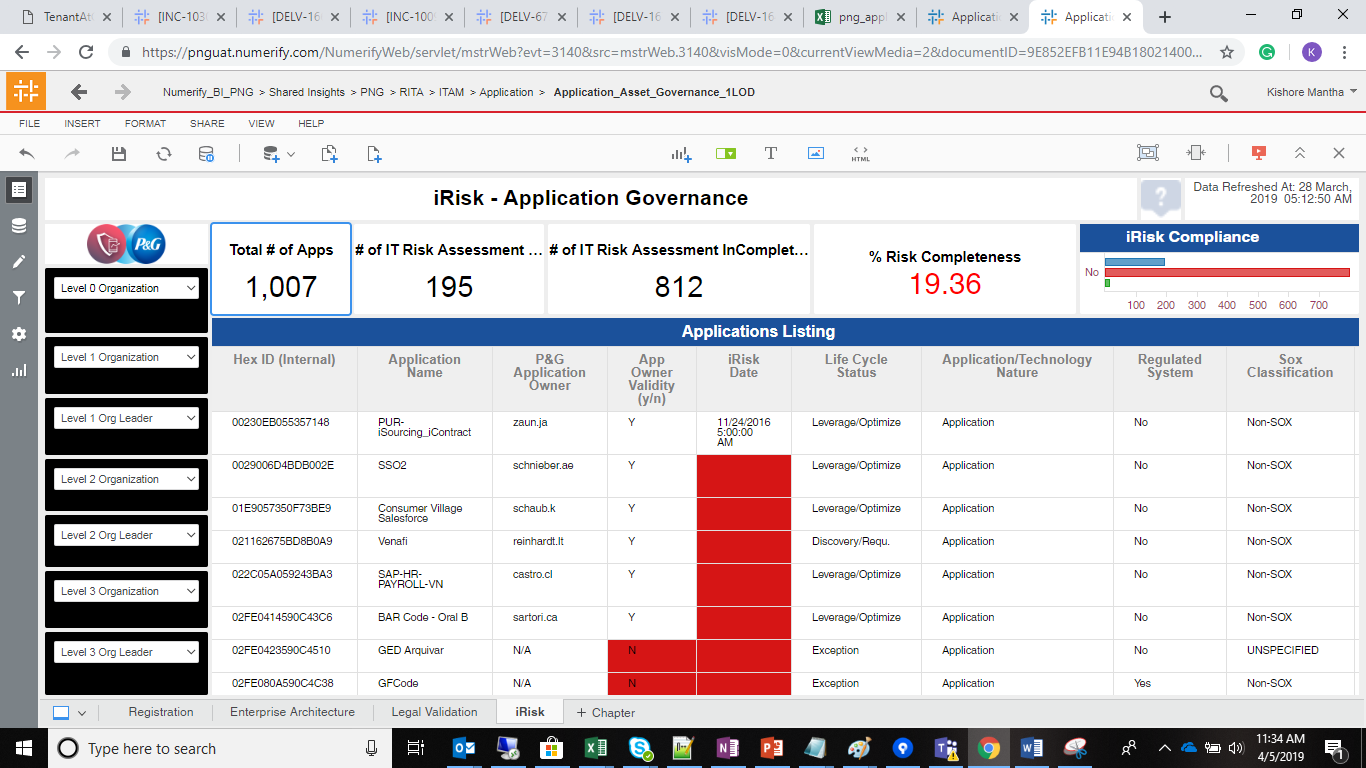 TenantAt
[INC-103
[DELV-16
[INC-100
[DELV-67
[DELV-16
[DELV-16
png_appl
Applicati
Applicati
https://pnguat.numerify.com/NumerifyWeb/servlet/mstrWeb?evt=3140&src=mstrWeb.3140&visMode=0&currentViewMedia=2&documentID=9E852EFB11E94B18021400...
K
Numerify_BI_PNG > Shared Insights > PNG > RITA > ITAM > Application > Application_Asset_Governance_1LOD
Kishore Mantha
FILE INSERT FORMAT SHARE VIEW HELP
HTML
iRisk - Application Governance
Data Refreshed At: 28 March,
2019 05:12:50 AM
P&G
Total # of Apps
1,007
# of IT Risk Assessment ...
195
# of IT Risk Assessment InComplet...
812
% Risk Completeness
19.36
iRisk Compliance
No
100 200 300 400 500 600 700
Level 0 Organization
Level 1 Organization
Level 1 Org Leader
Level 2 Organization
Level 2 Org Leader
Level 3 Organization
Level 3 Org Leader
Applications Listing
Hex ID (Internal) Application Name P&G Application Owner App Owner Validity (y/n) iRisk Date Life Cycle Status Application/Technology Nature Regulated System Sox Classification
00230EB055357148 PUR-iSourcing_iContract zaun.ja Y 11/24/2016 5:00:00 AM Leverage/Optimize Application No Non-SOX
0029006D4BDB002E SSO2 schnieber.ae Y Leverage/Optimize Application No Non-SOX
01E9057350F73BE9 Consumer Village Salesforce schaub.k Y Leverage/Optimize Application No Non-SOX
021162675BD8B0A9 Venafi reinhardt.lt Y Discovery/Requ. Application No Non-SOX
022C05A059243BA3 SAP-HR-PAYROLL-VN castro.cl Y Leverage/Optimize Application No Non-SOX
02FE0414590C43C6 BAR Code - Oral B sartori.ca Y Leverage/Optimize Application No Non-SOX
02FE0423590C4510 GED Arquivar N/A N Exception Application No UNSPECIFIED
02FE080A590C4C38 GFCode N/A N Exception Application Yes Non-SOX
Registration Enterprise Architecture Legal Validation iRisk + Chapter
Type here to search
11:34 AM
4/5/2019
1